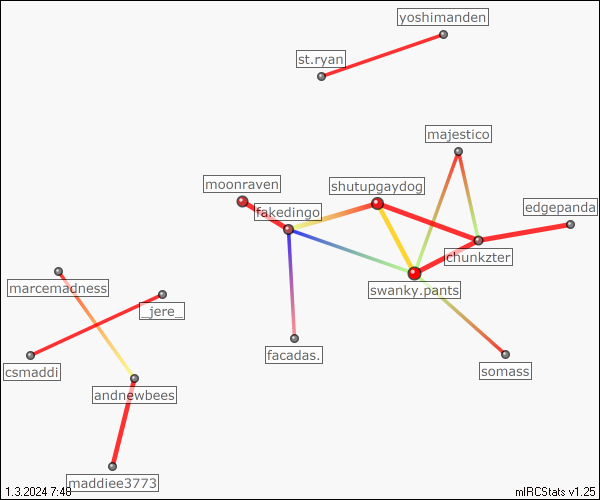 yoshimanden
st.ryan
majestico
moonraven
shutupgaydog
edgepanda
fakedingo
chunkzter
marcemadness
swanky.pants
_jere_
facadas.
csmaddi
somass
andnewbees
maddiee3773
1.3.2024 7:48
mIRCStats v1.25